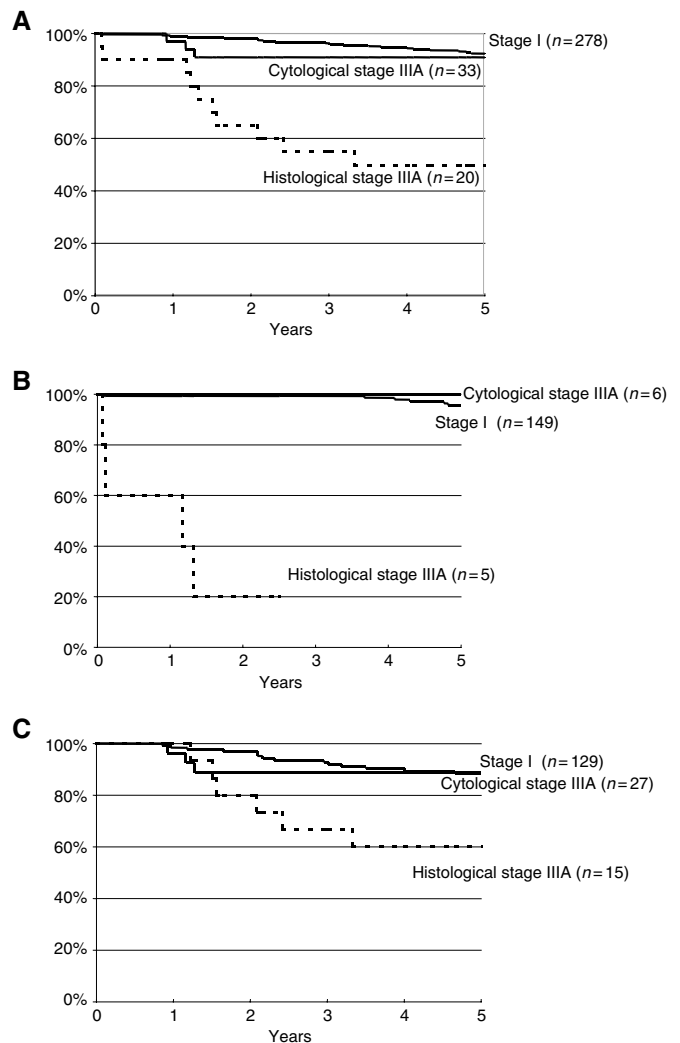 A
100%
80%
60%
40%
20%
0%
Stage I (n=278)
Cytological stage IIIA (n=33)
Histological stage IIIA (n=20)
0 1 2 3 4 5
Years
B
100%
80%
60%
40%
20%
0%
Cytological stage IIIA (n=6)
Stage I (n=149)
Histological stage IIIA (n=5)
0 1 2 3 4 5
Years
C
100%
80%
60%
40%
20%
0%
Stage I (n=129)
Cytological stage IIIA (n=27)
Histological stage IIIA (n=15)
0 1 2 3 4 5
Years